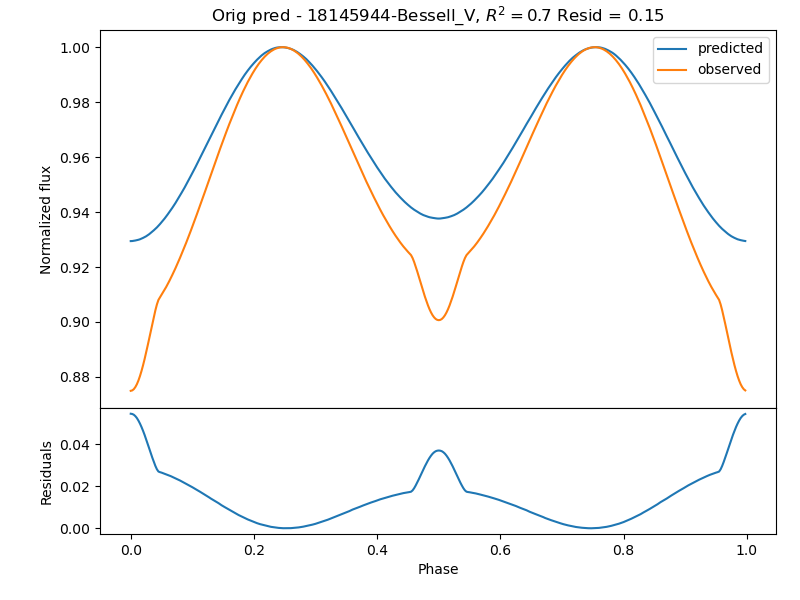 Orig pred - 18145944-Bessell_V, $R^2 = 0.7$ Resid = 0.15
predicted
observed
Normalized flux
1.00
0.98
0.96
0.94
0.92
0.90
0.88
Residuals
0.04
0.02
0.00
0.0 0.2 0.4 0.6 0.8 1.0
Phase